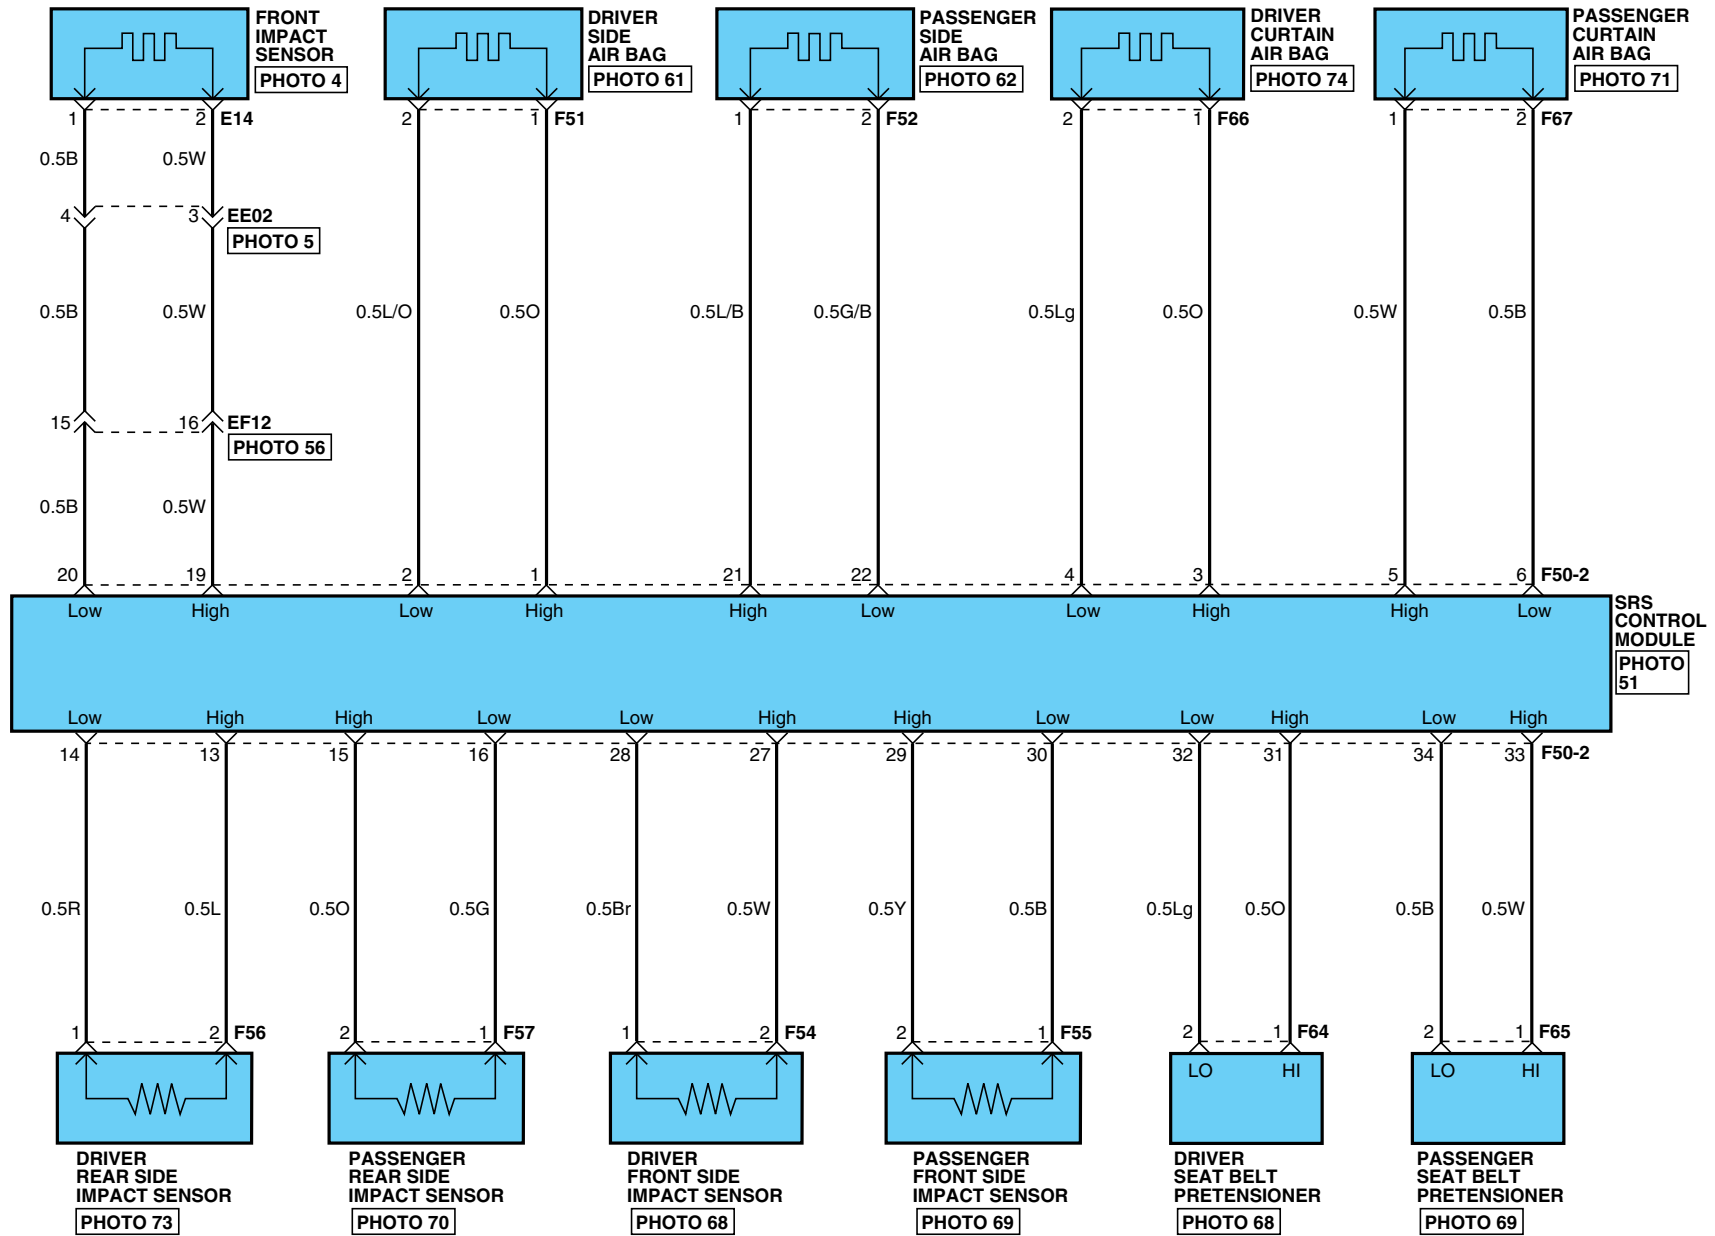 FRONT
IMPACT
SENSOR
PHOTO 4
DRIVER
SIDE
AIR BAG
PHOTO 61
PASSENGER
SIDE
AIR BAG
PHOTO 62
DRIVER
CURTAIN
AIR BAG
PHOTO 74
PASSENGER
CURTAIN
AIR BAG
PHOTO 71
1 2 E14 2 1 F51 1 2 F52 2 1 F66 1 2 F67
0.5B 0.5W
4 3 EE02
PHOTO 5
0.5B 0.5W 0.5L/O 0.5O 0.5L/B 0.5G/B 0.5Lg 0.5O 0.5W 0.5B
15 16 EF12
PHOTO 56
0.5B 0.5W
20 19 2 1 21 22 4 3 5 6 F50-2
Low High Low High High Low Low High High Low
SRS
CONTROL
MODULE
PHOTO
51
Low High High Low Low High High Low Low High Low High
14 13 15 16 28 27 29 30 32 31 34 33 F50-2
0.5R 0.5L 0.5O 0.5G 0.5Br 0.5W 0.5Y 0.5B 0.5Lg 0.5O 0.5B 0.5W
1 2 F56 2 1 F57 1 2 F54 2 1 F55 2 1 F64 2 1 F65
LO HI LO HI
DRIVER
REAR SIDE
IMPACT SENSOR
PHOTO 73
PASSENGER
REAR SIDE
IMPACT SENSOR
PHOTO 70
DRIVER
FRONT SIDE
IMPACT SENSOR
PHOTO 68
PASSENGER
FRONT SIDE
IMPACT SENSOR
PHOTO 69
DRIVER
SEAT BELT
PRETENSIONER
PHOTO 68
PASSENGER
SEAT BELT
PRETENSIONER
PHOTO 69